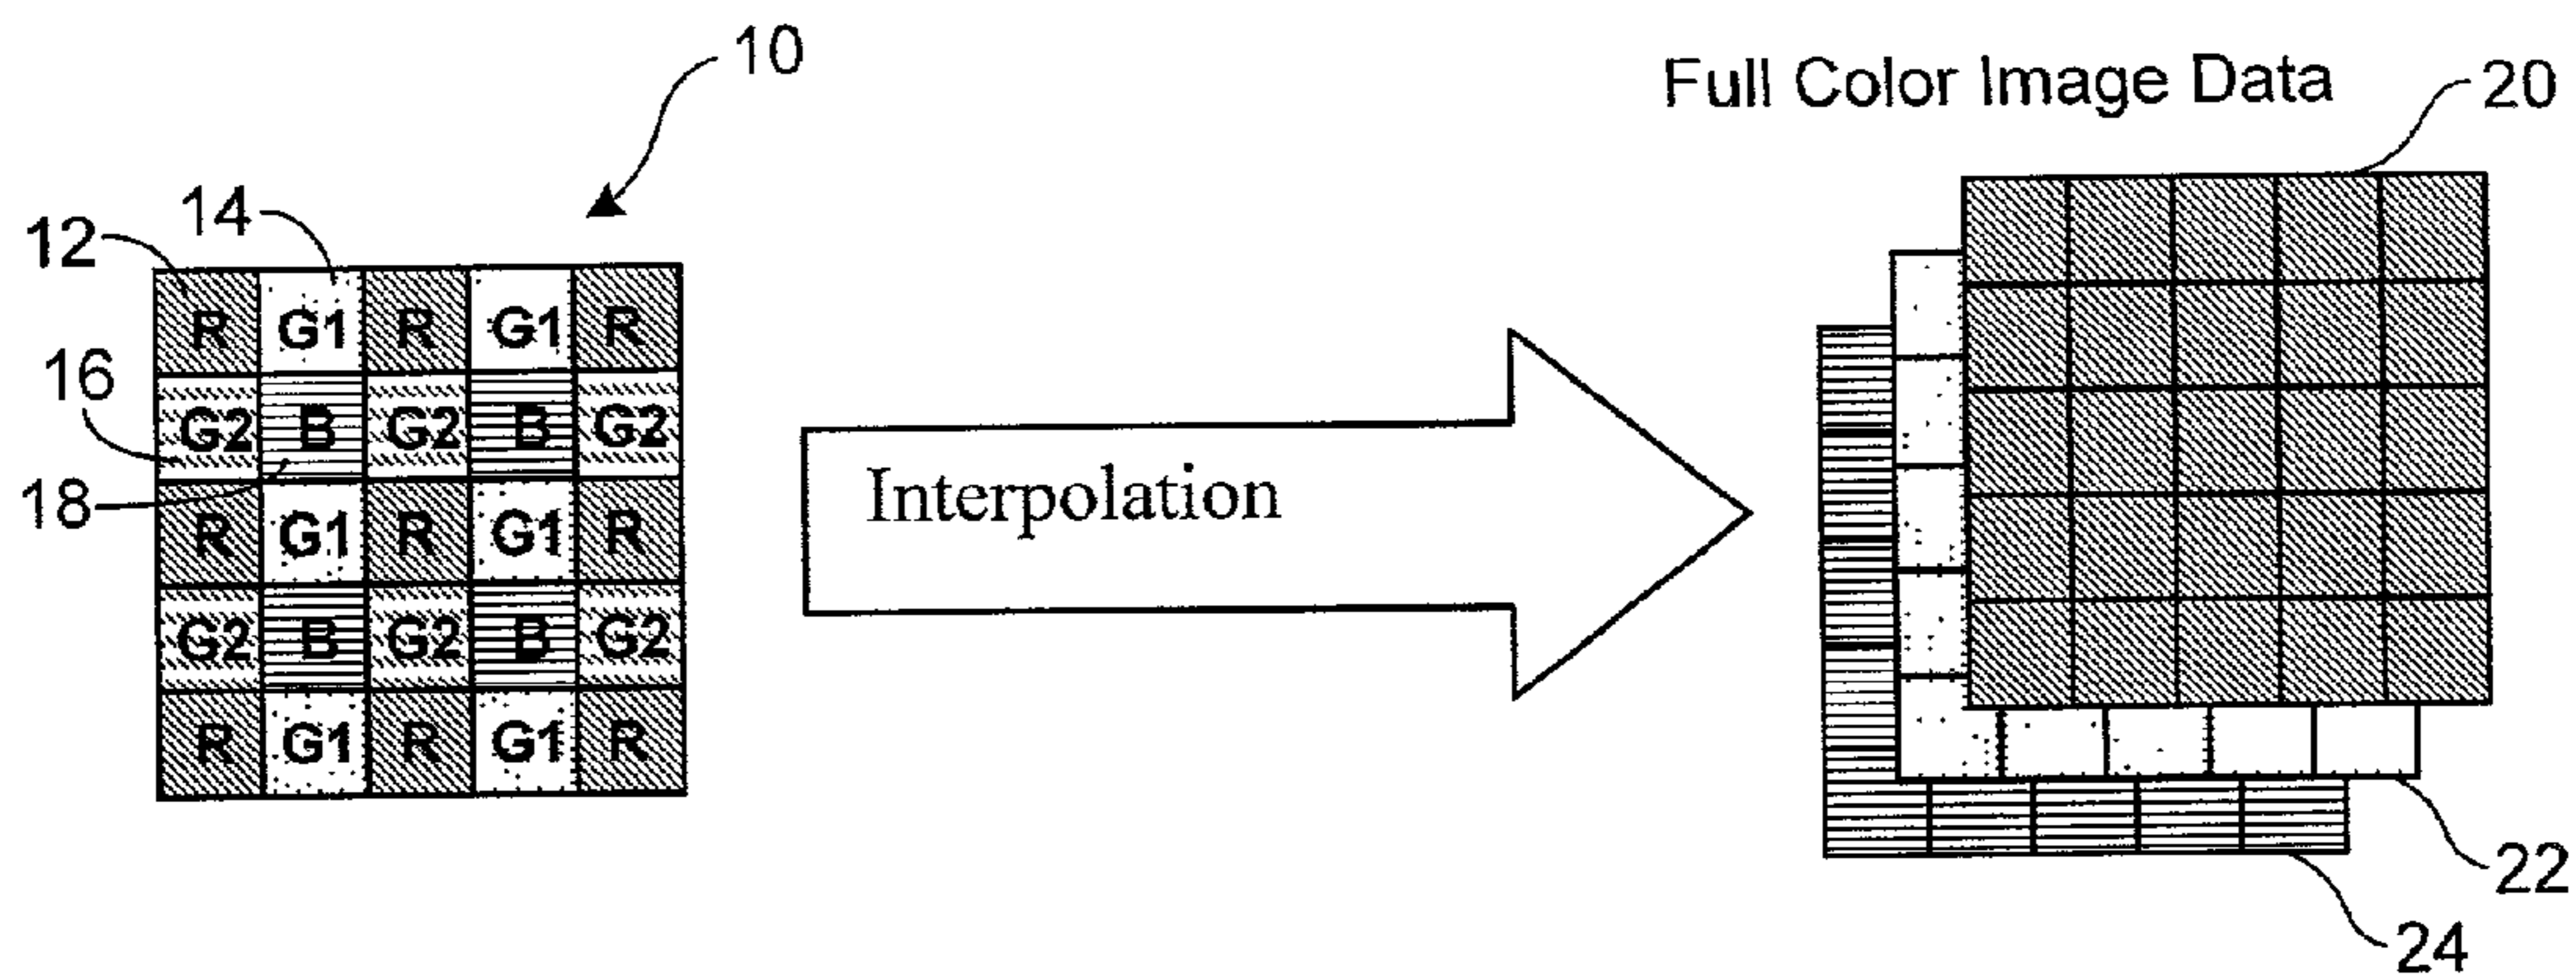 10
Full Color Image Data
20
14
12
R G1 R G1 R
16
G2 B G2 B G2
18
R G1 R G1 R
Interpolation
G2 B G2 B G2
R G1 R G1 R
22
24